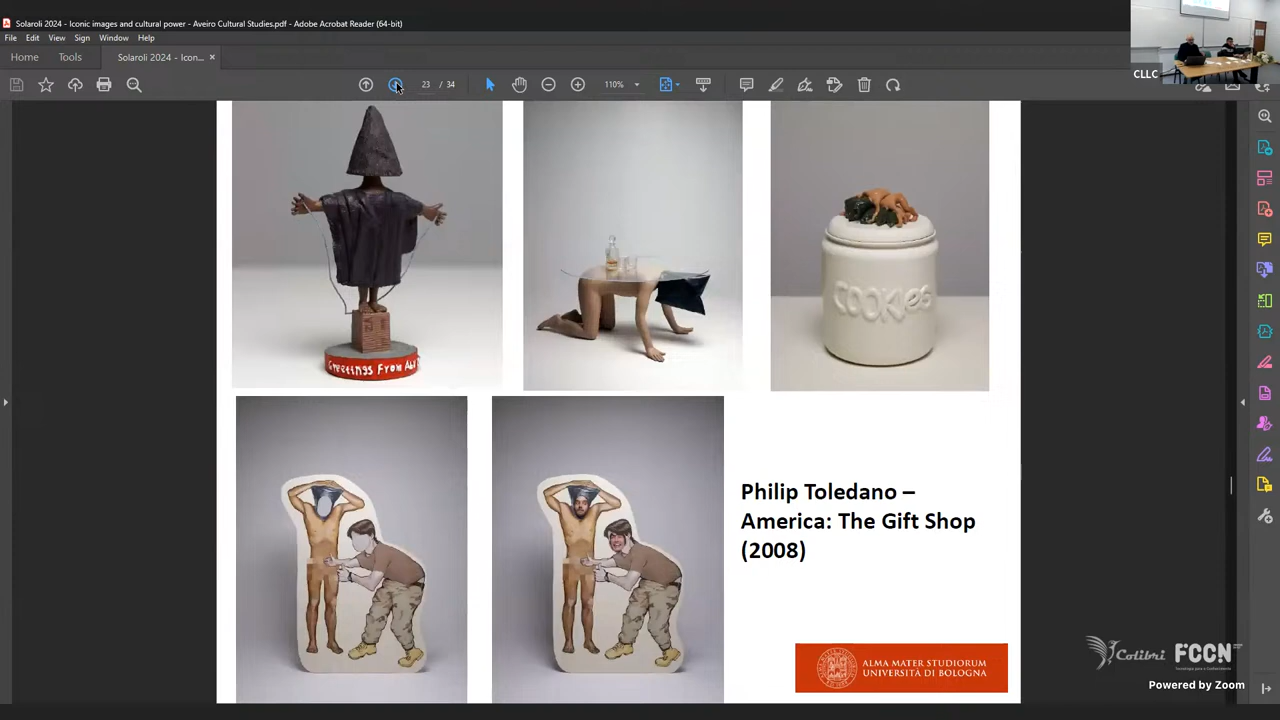 Solaroli 2024 - Iconic images and cultural power - Aveiro Cultural Studies.pdf - Adobe Acrobat Reader (64-bit)
File Edit View Sign Window Help
Home Tools Solaroli 2024 - Icon... ×
23 / 34 110%
CLLC
Greetings From Ab
COOKies
Philip Toledano –
America: The Gift Shop
(2008)
ALMA MATER STUDIORUM
UNIVERSITÀ DI BOLOGNA
Colibri FCCN
Powered by Zoom